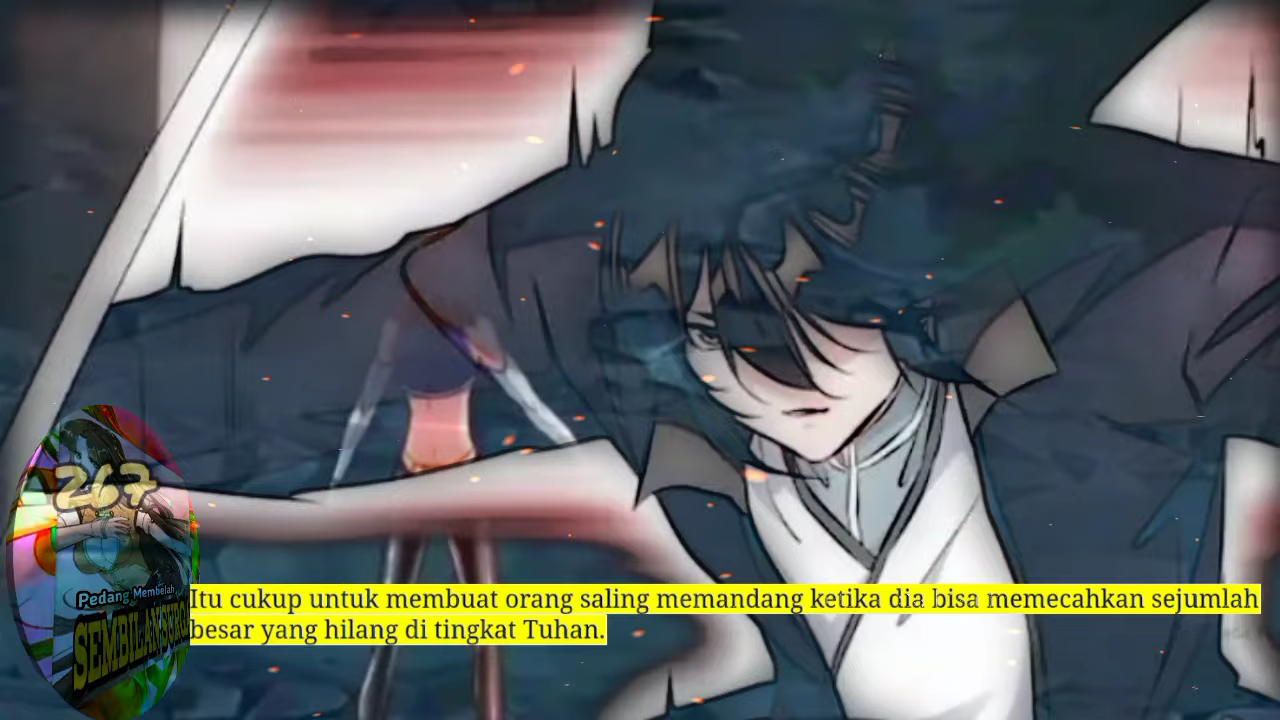 267
Pedang Membelah
SEMBILAN SURGA
Itu cukup untuk membuat orang saling memandang ketika dia bisa memecahkan sejumlah
besar yang hilang di tingkat Tuhan.